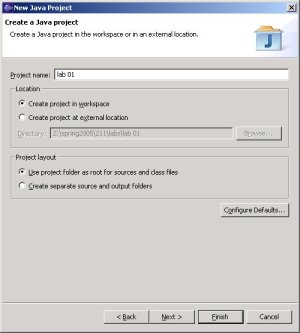 New Java Project
Create a Java project
Create a Java project in the workspace or in an external location.
Project name: lab 01
Location
Create project in workspace
Create project at external location
Directory: Z:\spring2005\211\labs\lab 01 Browse...
Project layout
Use project folder as root for sources and class files
Create separate source and output folders
Configure Defaults...
< Back Next > Finish Cancel